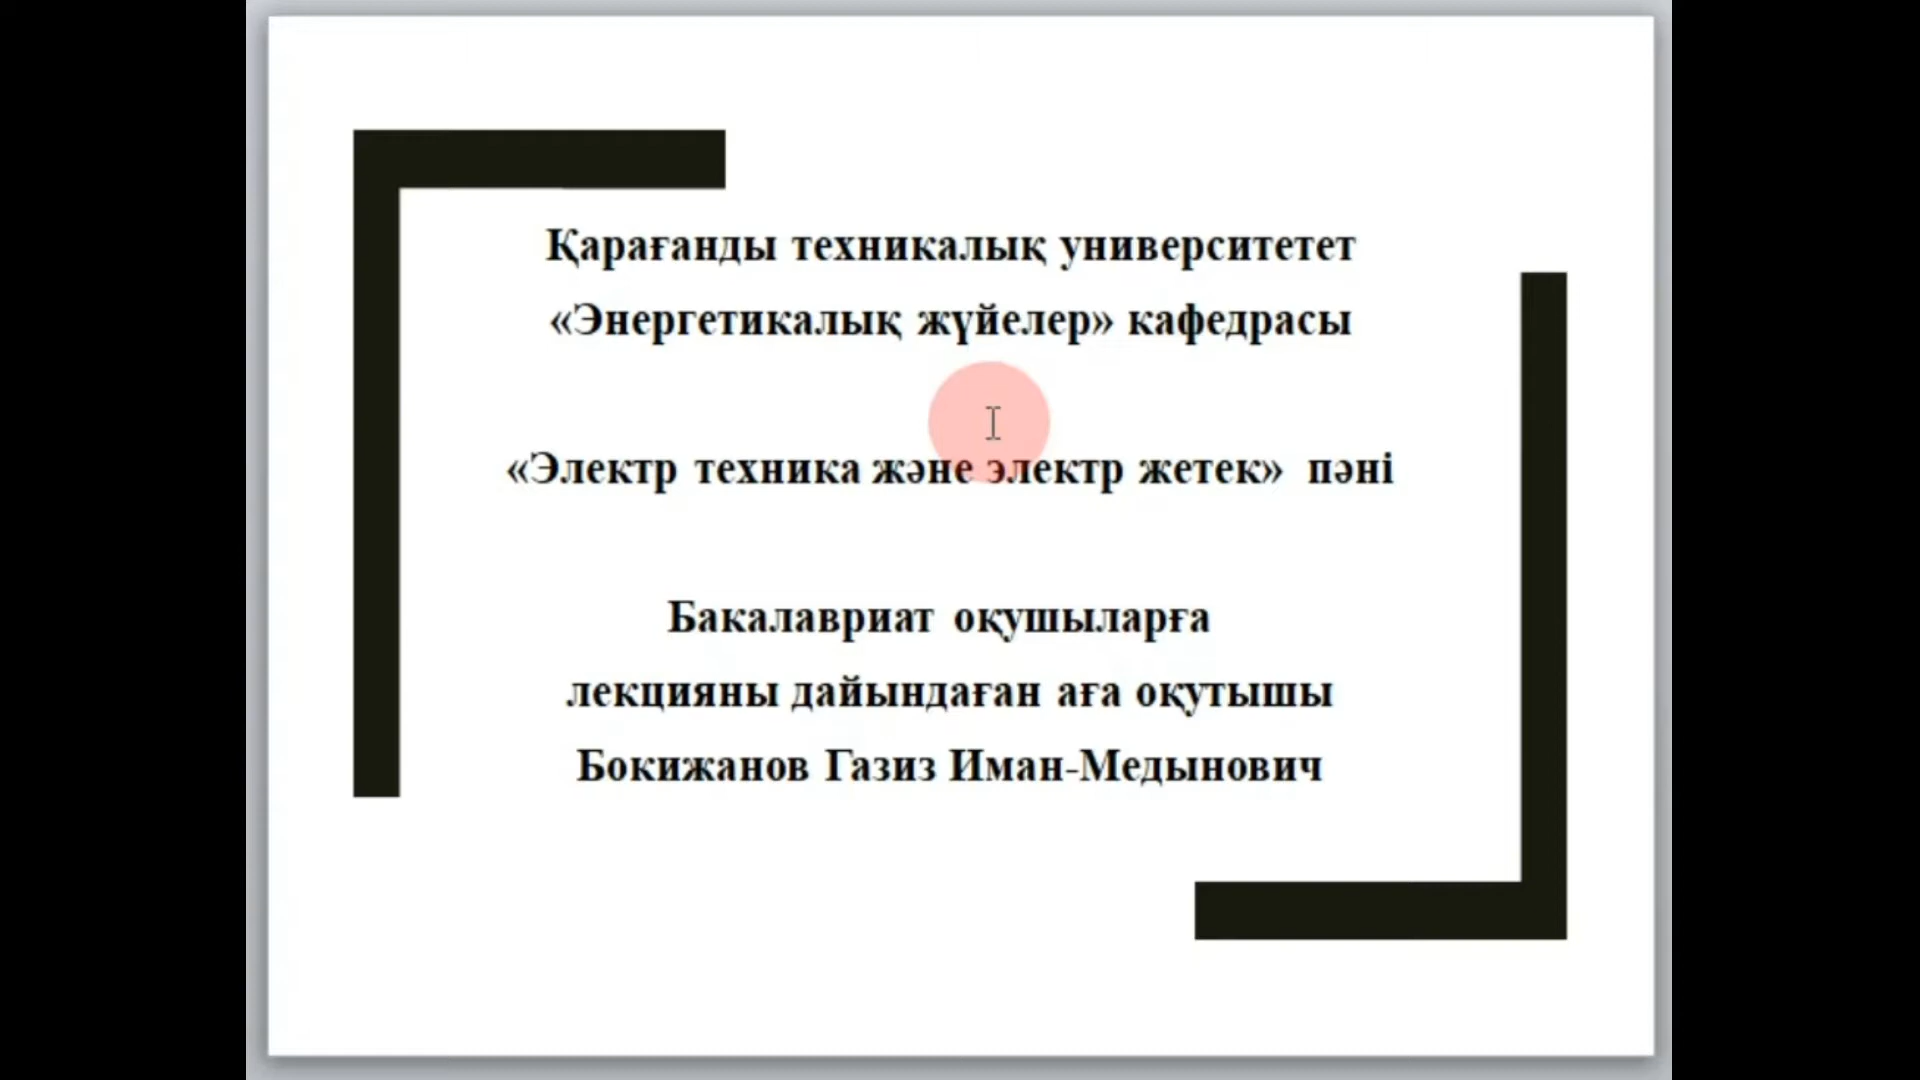 Қарағанды техникалық университетет
«Энергетикалық жүйелер» кафедрасы
«Электр техника және электр жетек» пәні
Бакалавриат оқушыларға
лекцияны дайындаған аға оқутышы
Бокижанов Газиз Иман-Медынович